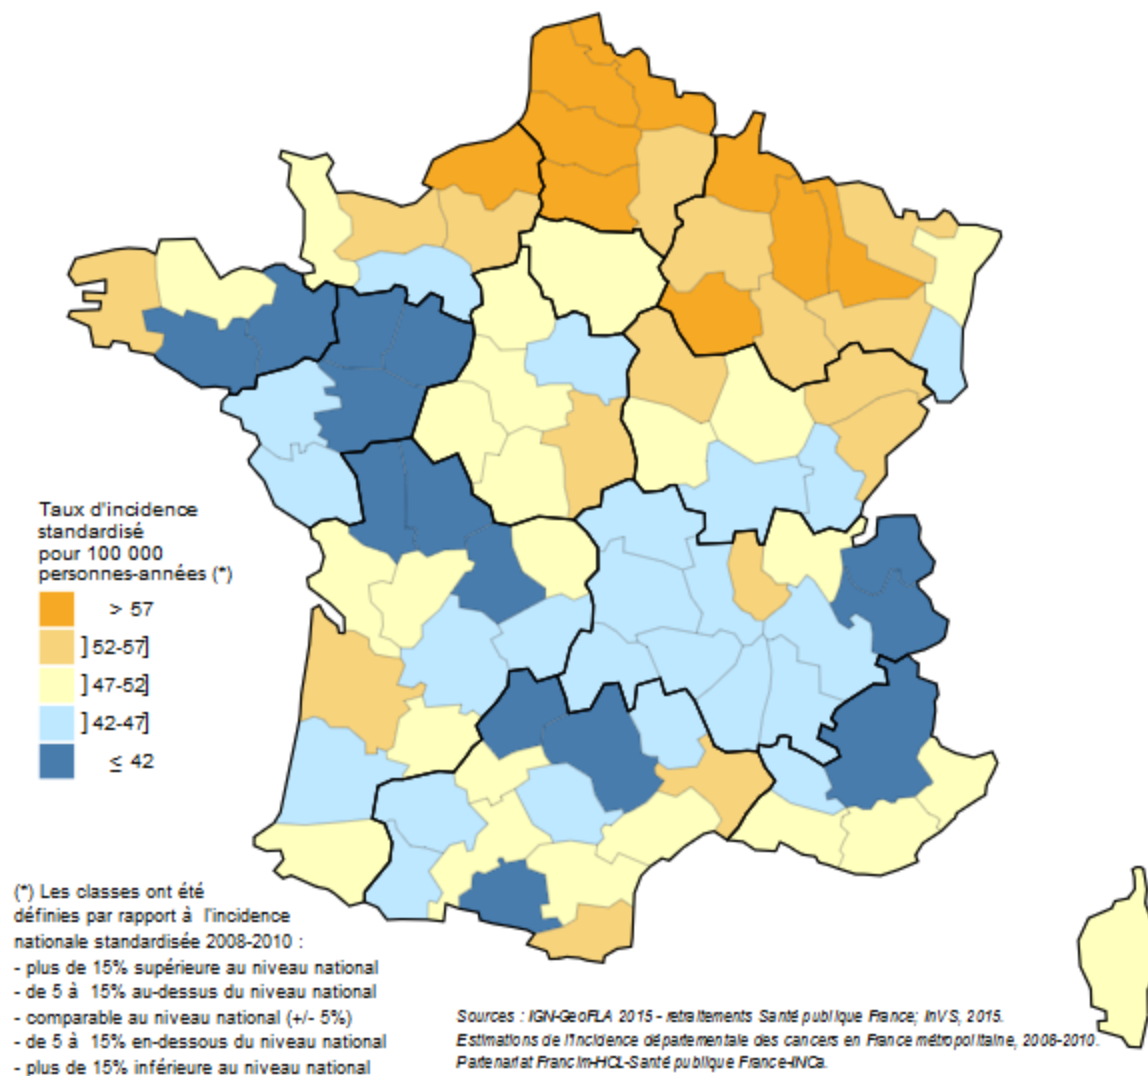 Taux d'incidence
standardisé
pour 100 000
personnes-années (*)
> 57
]52-57]
]47-52]
]42-47]
≤ 42
(*) Les classes ont été
définies par rapport à l'incidence
nationale standardisée 2008-2010 :
- plus de 15% supérieure au niveau national
- de 5 à 15% au-dessus du niveau national
- comparable au niveau national (+/- 5%)
- de 5 à 15% en-dessous du niveau national
- plus de 15% inférieure au niveau national
Sources : IGN-GeoFLA 2015 - retraitements Santé publique France; InVS, 2015.
Estimations de l'incidence départementale des cancers en France métropolitaine, 2008-2010.
Partenariat Francim-HCL-Santé publique France-INCa.